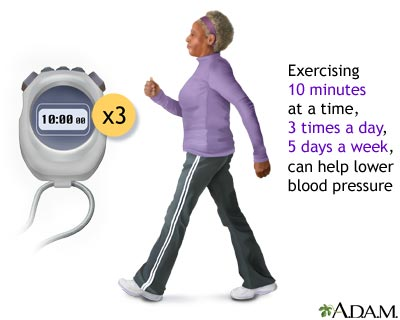 10:00 00
x3
Exercising
10 minutes
at a time,
3 times a day,
5 days a week,
can help lower
blood pressure
A.D.A.M.